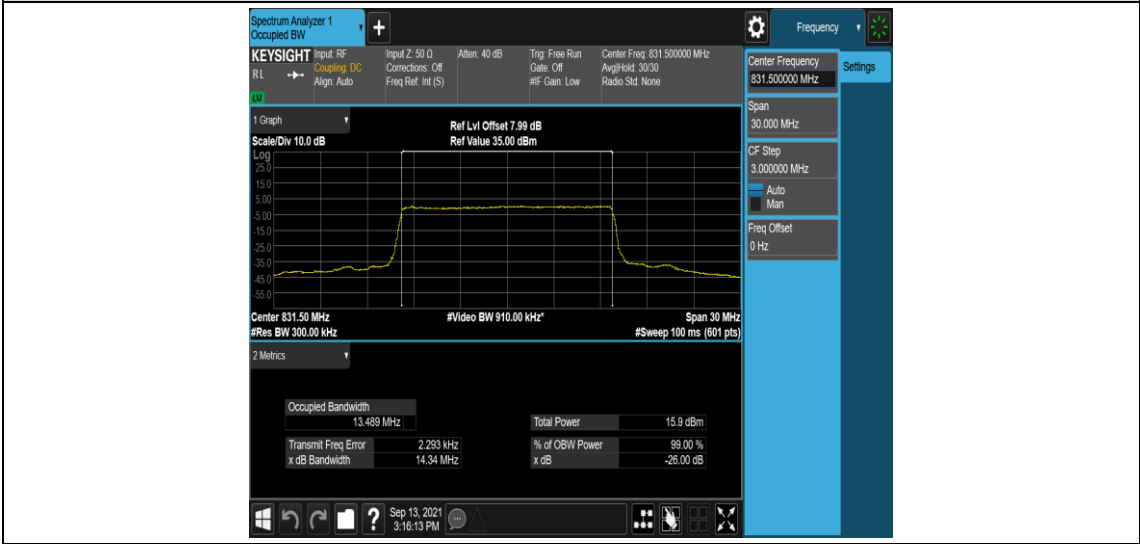 Spectrum Analyzer 1
Occupied BW
+
Frequency
KEYSIGHT
R L
LM
Input: RF
Coupling: DC
Align: Auto
Input Z: 50 Ω
Corrections: Off
Freq Ref: Int (S)
Atten: 40 dB
Trig: Free Run
Gate: Off
#IF Gain: Low
Center Freq: 831.500000 MHz
Avg|Hold: 30/30
Radio Std: None
Center Frequency
831.500000 MHz
Settings
Span
30.000 MHz
CF Step
3.000000 MHz
Auto
Man
Freq Offset
0 Hz
1 Graph
Scale/Div 10.0 dB
Ref Lvl Offset 7.99 dB
Ref Value 35.00 dBm
Log
25.0
15.0
5.00
-5.00
-15.0
-25.0
-35.0
-45.0
-55.0
Center 831.50 MHz
#Video BW 910.00 kHz*
Span 30 MHz
#Res BW 300.00 kHz
#Sweep 100 ms (601 pts)
2 Metrics
Occupied Bandwidth
13.489 MHz
Total Power 15.9 dBm
Transmit Freq Error 2.293 kHz
% of OBW Power 99.00 %
x dB Bandwidth 14.34 MHz
x dB -26.00 dB
?
Sep 13, 2021
3:16:13 PM